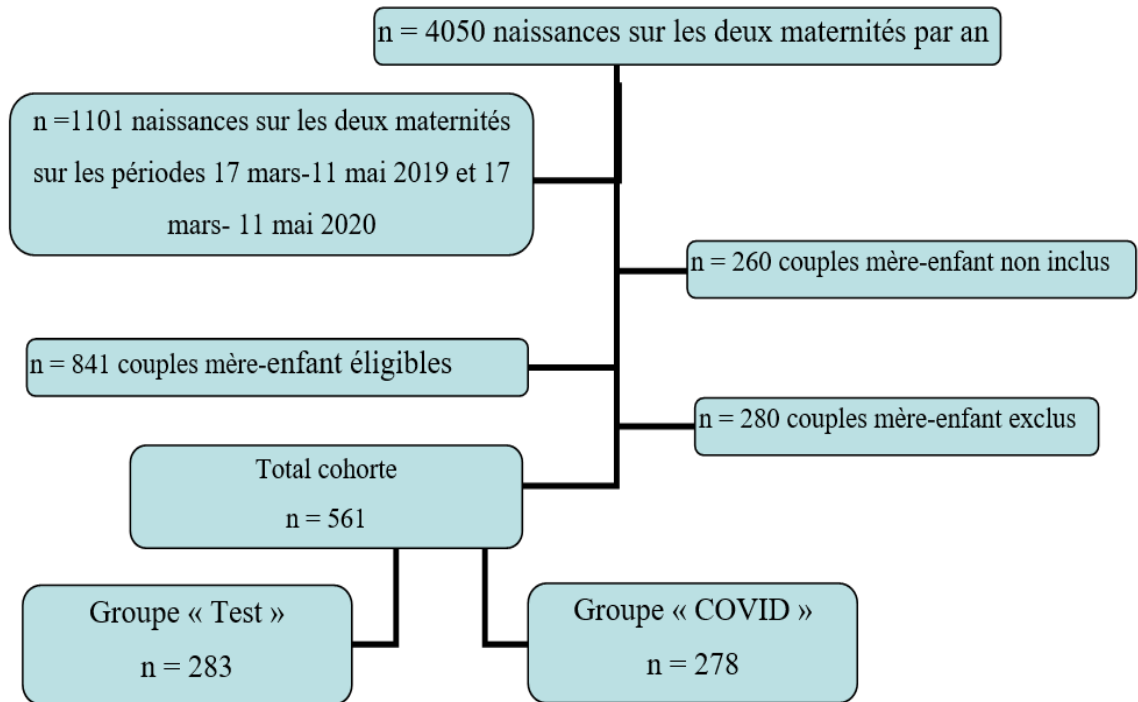 n = 4050 naissances sur les deux maternités par an
n =1101 naissances sur les deux maternités
sur les périodes 17 mars-11 mai 2019 et 17
mars- 11 mai 2020
n = 260 couples mère-enfant non inclus
n = 841 couples mère-enfant éligibles
n = 280 couples mère-enfant exclus
Total cohorte
n = 561
Groupe « Test »
n = 283
Groupe « COVID »
n = 278